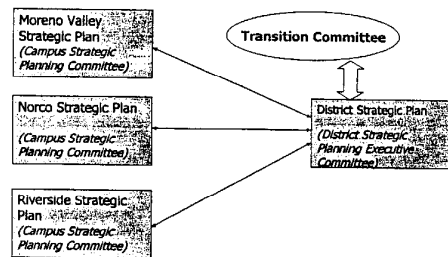 Moreno Valley
Strategic Plan
(Campus Strategic
Planning Committee)
Transition Committee
Norco Strategic Plan
(Campus Strategic
Planning Committee)
District Strategic Plan
(District Strategic
Planning Executive
Committee)
Riverside Strategic
Plan
(Campus Strategic
Planning Committee)